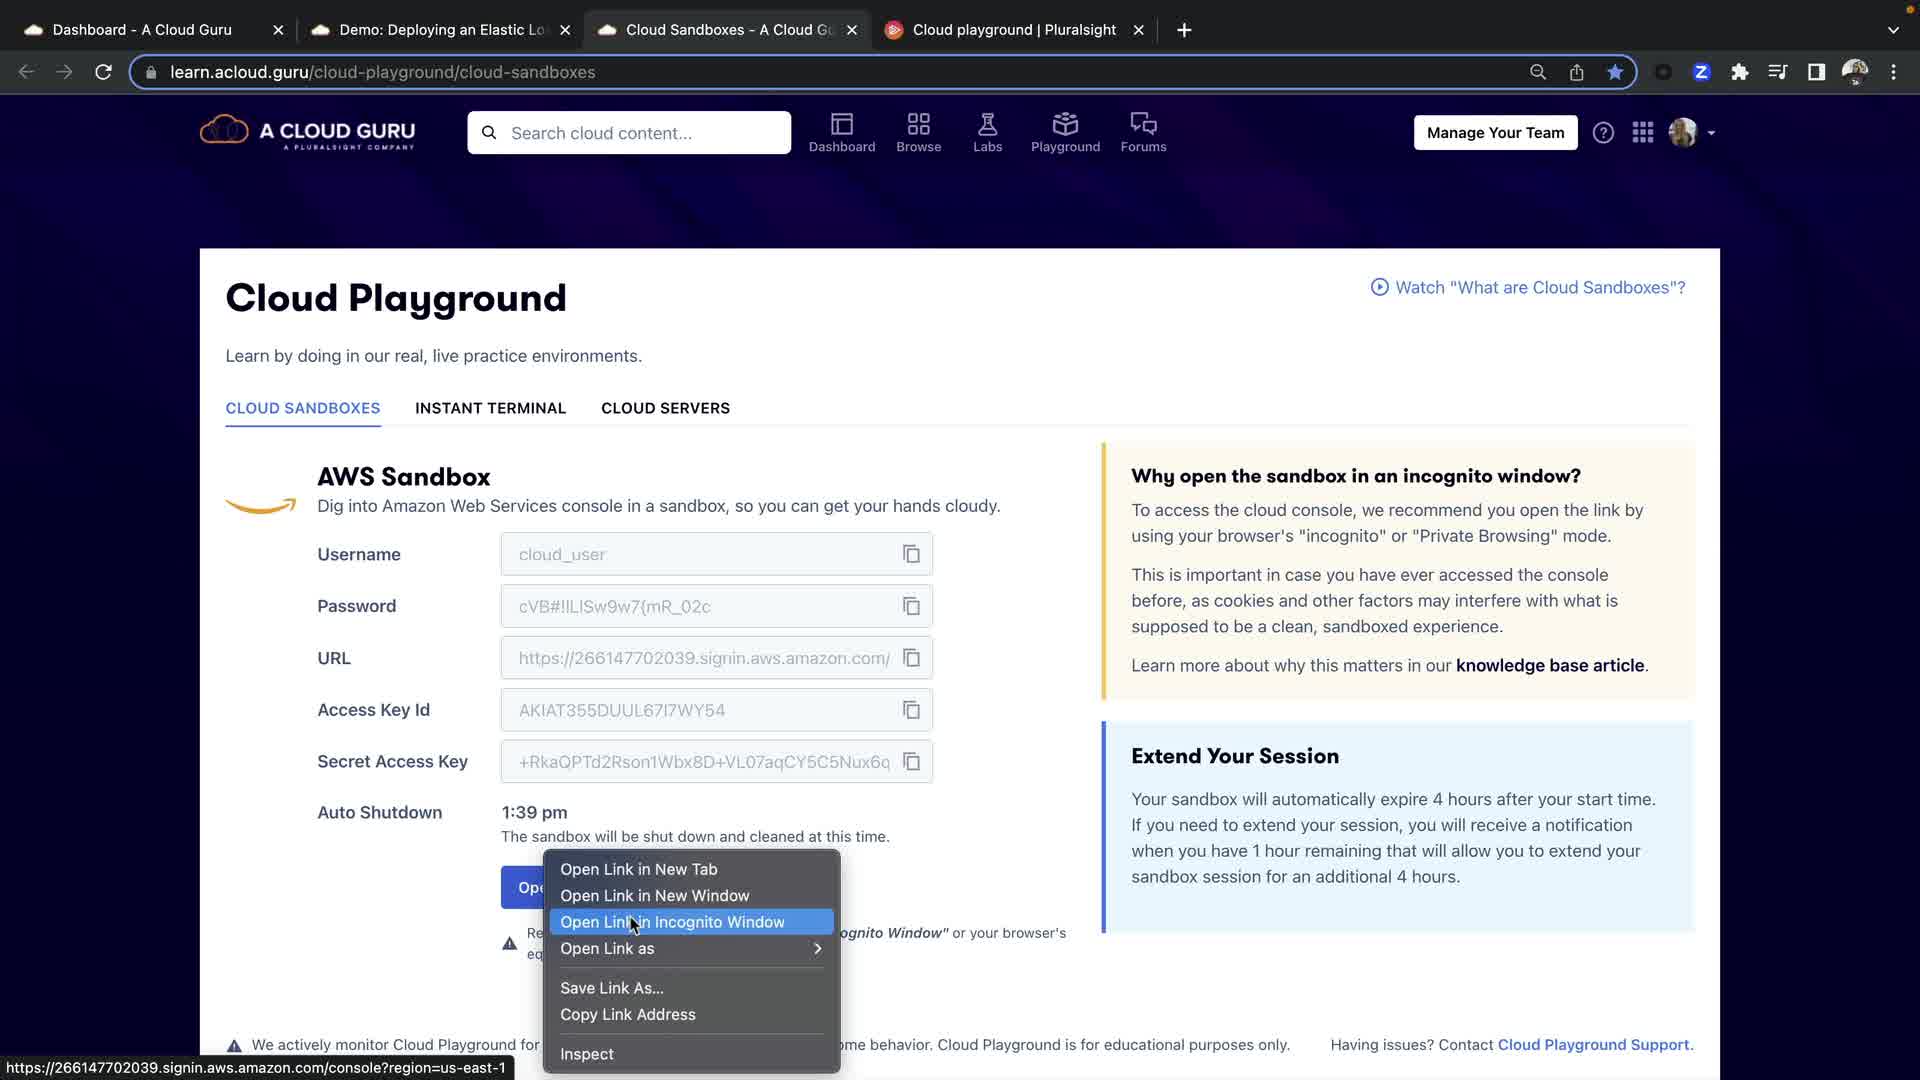 Dashboard - A Cloud Guru
Demo: Deploying an Elastic Lo
Cloud Sandboxes - A Cloud Gu
Cloud playground | Pluralsight
learn.acloud.guru/cloud-playground/cloud-sandboxes
Z
A CLOUD GURU
A PLURALSIGHT COMPANY
Search cloud content...
Dashboard
Browse
Labs
Playground
Forums
Manage Your Team
Cloud Playground
Watch "What are Cloud Sandboxes"?
Learn by doing in our real, live practice environments.
CLOUD SANDBOXES
INSTANT TERMINAL
CLOUD SERVERS
AWS Sandbox
Dig into Amazon Web Services console in a sandbox, so you can get your hands cloudy.
Username
cloud_user
Password
cVB#!ILISw9w7{mR_02c
URL
https://266147702039.signin.aws.amazon.com/
Access Key Id
AKIAT355DUUL67I7WY54
Secret Access Key
+RkaQPTd2Rson1Wbx8D+VL07aqCY5C5Nux6q
Auto Shutdown
1:39 pm
The sandbox will be shut down and cleaned at this time.
Ope
Open Link in New Tab
Open Link in New Window
Open Link in Incognito Window
Open Link as
Save Link As...
Copy Link Address
Inspect
Re
ognito Window" or your browser's
eq
Why open the sandbox in an incognito window?
To access the cloud console, we recommend you open the link by
using your browser's "incognito" or "Private Browsing" mode.
This is important in case you have ever accessed the console
before, as cookies and other factors may interfere with what is
supposed to be a clean, sandboxed experience.
Learn more about why this matters in our knowledge base article.
Extend Your Session
Your sandbox will automatically expire 4 hours after your start time.
If you need to extend your session, you will receive a notification
when you have 1 hour remaining that will allow you to extend your
sandbox session for an additional 4 hours.
We actively monitor Cloud Playground for
ome behavior. Cloud Playground is for educational purposes only.
Having issues? Contact Cloud Playground Support.
https://266147702039.signin.aws.amazon.com/console?region=us-east-1